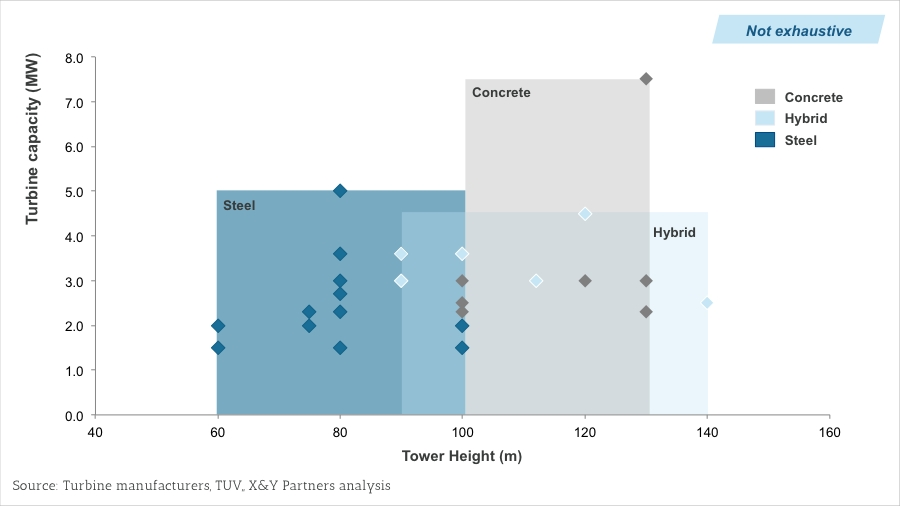 Not exhaustive
Turbine capacity (MW)
8.0
7.0
6.0
5.0
4.0
3.0
2.0
1.0
0.0
Concrete
Steel
Hybrid
Concrete
Hybrid
Steel
40 60 80 100 120 140 160
Tower Height (m)
Source: Turbine manufacturers, TUV,, X&Y Partners analysis